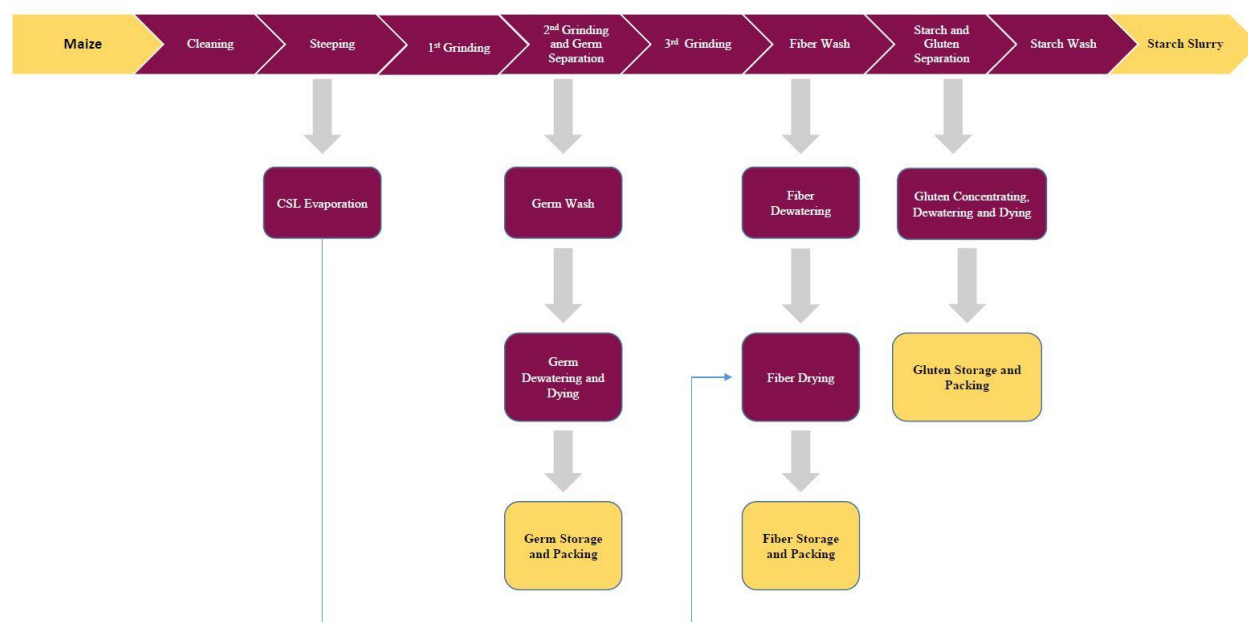 Maize
Cleaning
Steeping
1st Grinding
2nd Grinding
and Germ
Separation
3rd Grinding
Fiber Wash
Starch and
Gluten
Separation
Starch Wash
Starch Slurry
CSL Evaporation
Germ Wash
Fiber
Dewatering
Gluten Concentrating,
Dewatering and Dying
Germ
Dewatering and
Dying
Fiber Drying
Gluten Storage and
Packing
Germ Storage
and Packing
Fiber Storage
and Packing